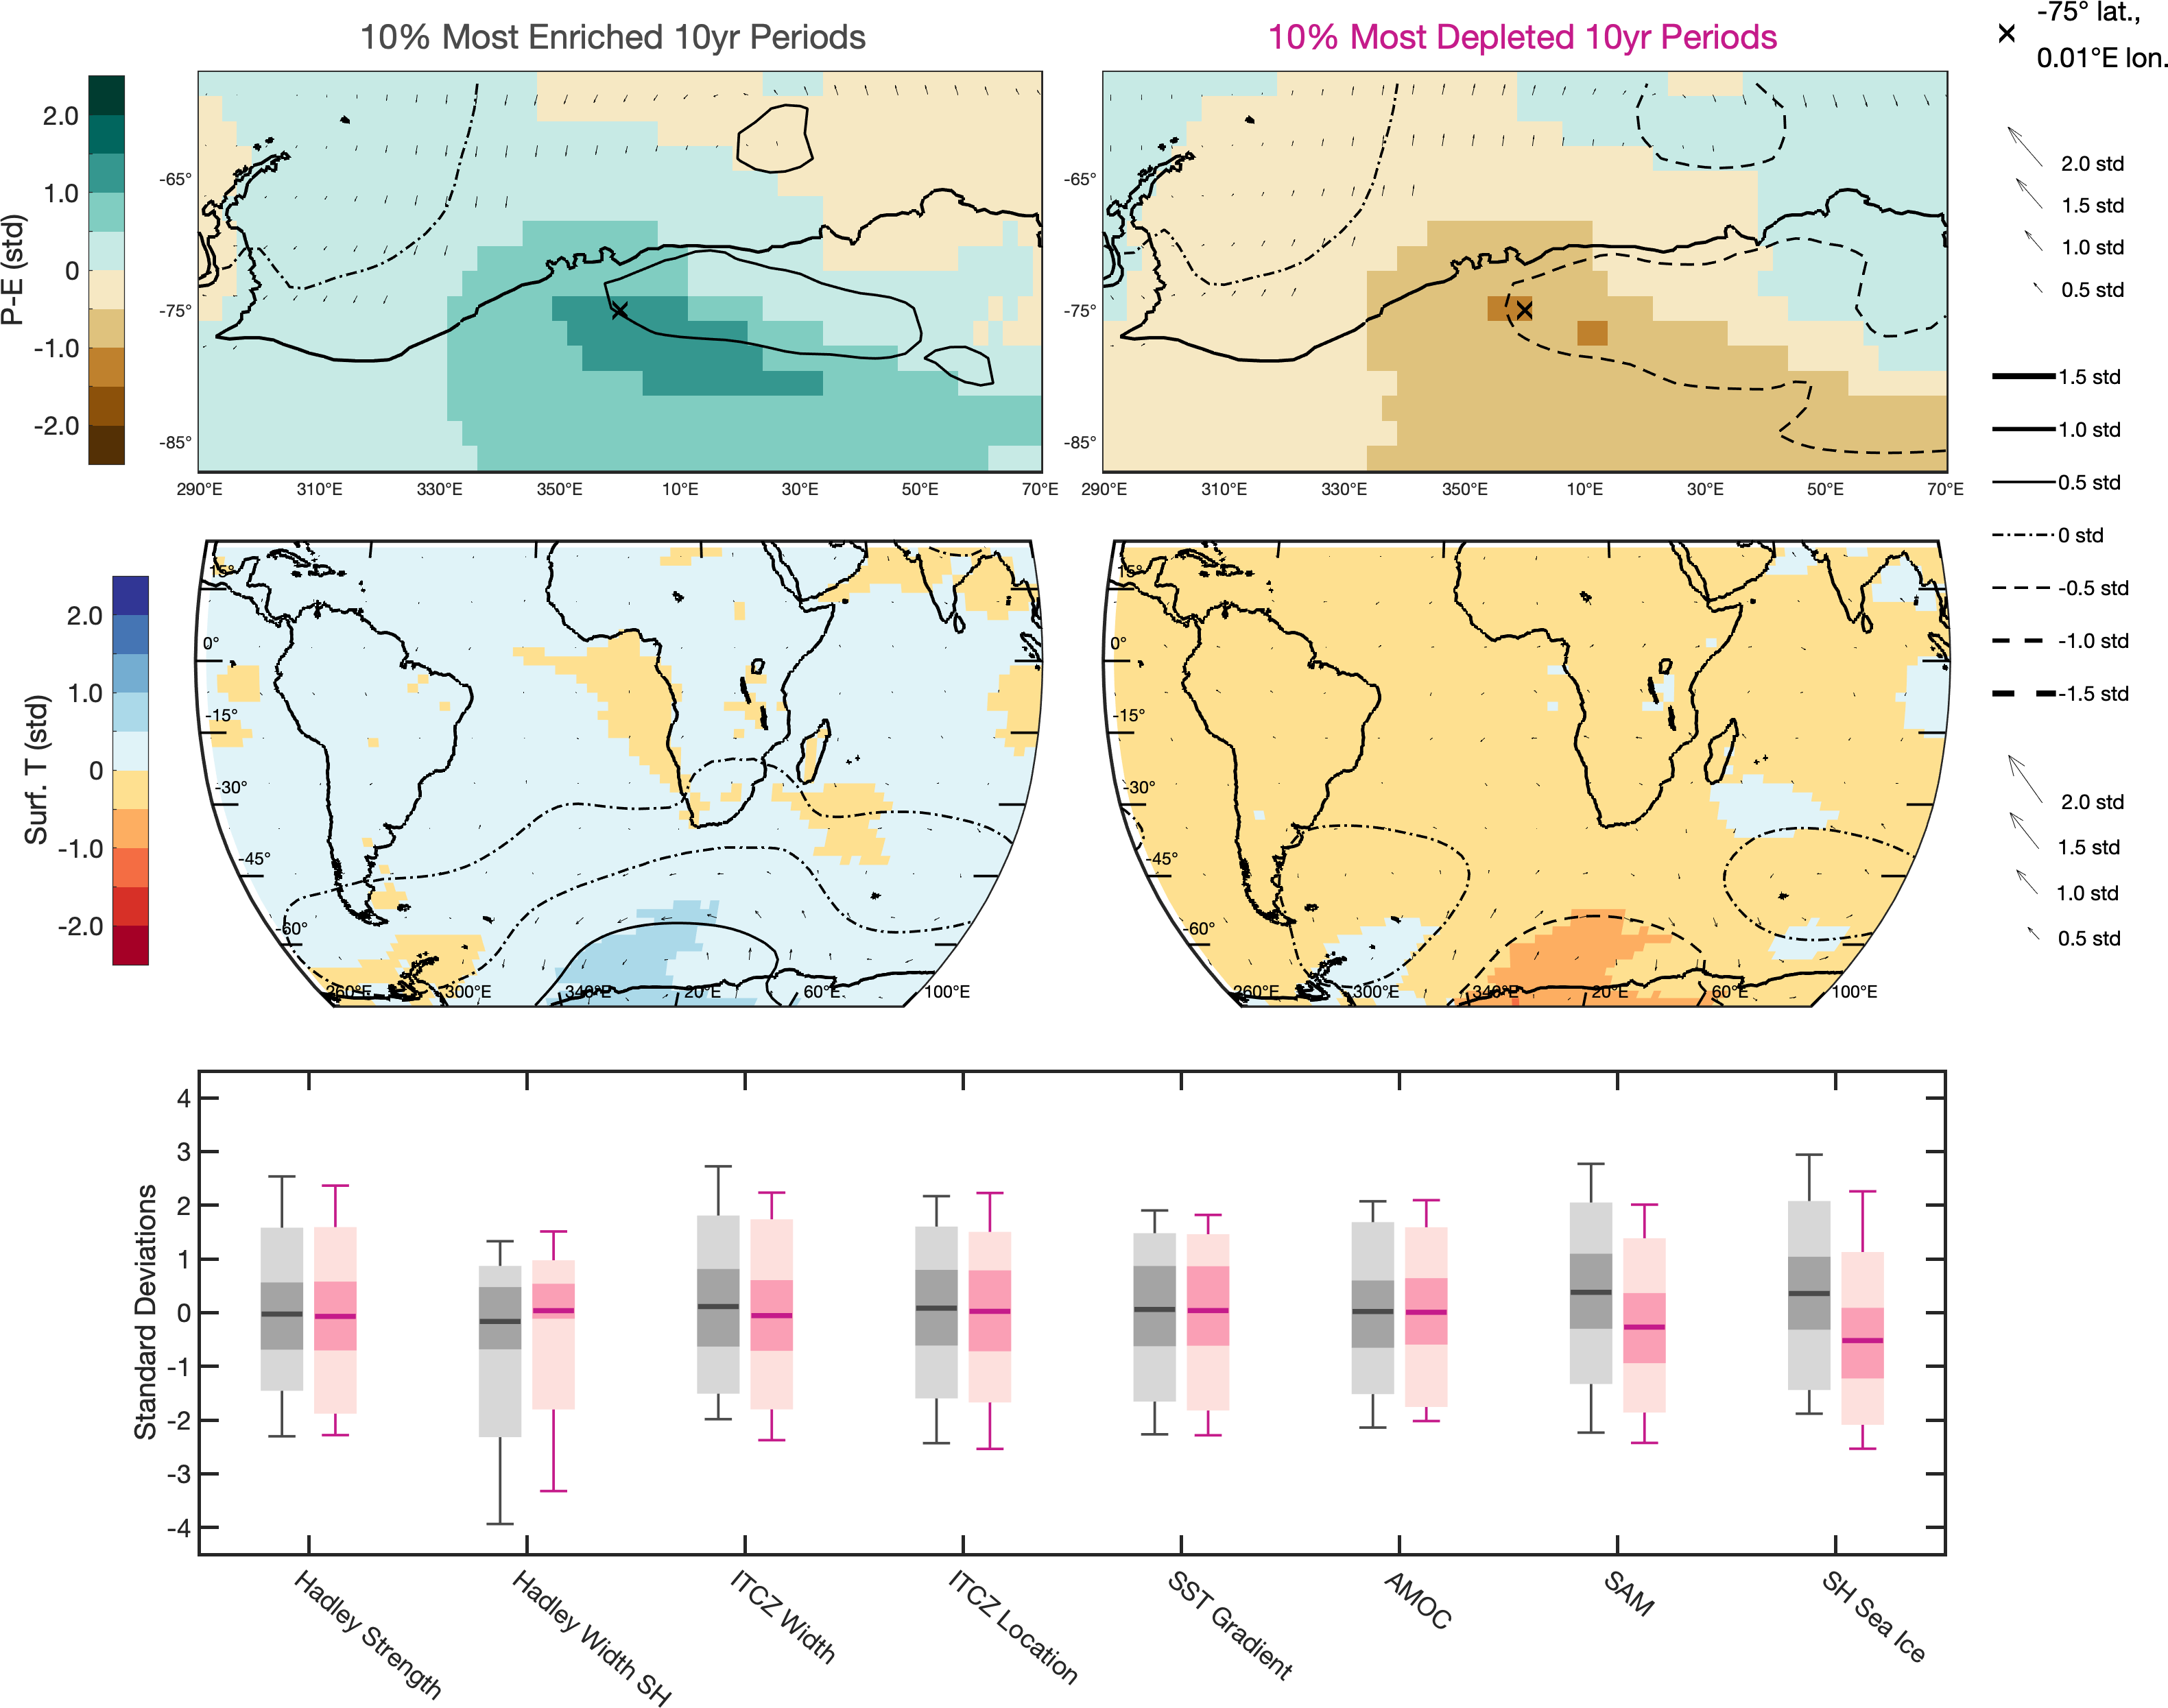 10% Most Enriched 10yr Periods
10% Most Depleted 10yr Periods
-75° lat.,
0.01°E lon.
P-E (std)
2.0
1.0
0
-1.0
-2.0
-65°
-75°
-85°
290°E 310°E 330°E 350°E 10°E 30°E 50°E 70°E
-65°
-75°
-85°
290°E 310°E 330°E 350°E 10°E 30°E 50°E 70°E
2.0 std
1.5 std
1.0 std
0.5 std
1.5 std
1.0 std
0.5 std
0 std
-0.5 std
-1.0 std
-1.5 std
Surf. T (std)
2.0
1.0
0
-1.0
-2.0
15°
0°
-15°
-30°
-45°
-60°
260°E 300°E 340°E 20°E 60°E 100°E
15°
0°
-15°
-30°
-45°
-60°
260°E 300°E 340°E 20°E 60°E 100°E
2.0 std
1.5 std
1.0 std
0.5 std
Standard Deviations
4
3
2
1
0
-1
-2
-3
-4
Hadley Strength
Hadley Width SH
ITCZ Width
ITCZ Location
SST Gradient
AMOC
SAM
SH Sea Ice